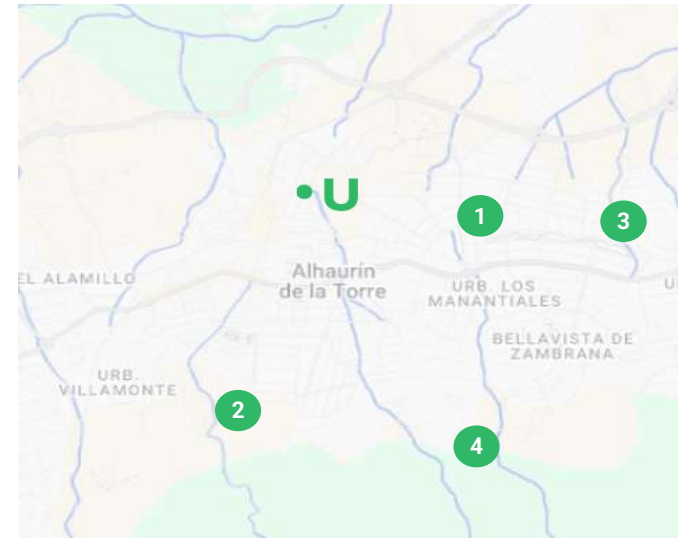 U
1
3
Alhaurín
de la Torre
EL ALAMILLO
URB. LOS
MANANTIALES
U
BELLAVISTA DE
ZAMBRANA
URB.
VILLAMONTE
2
4